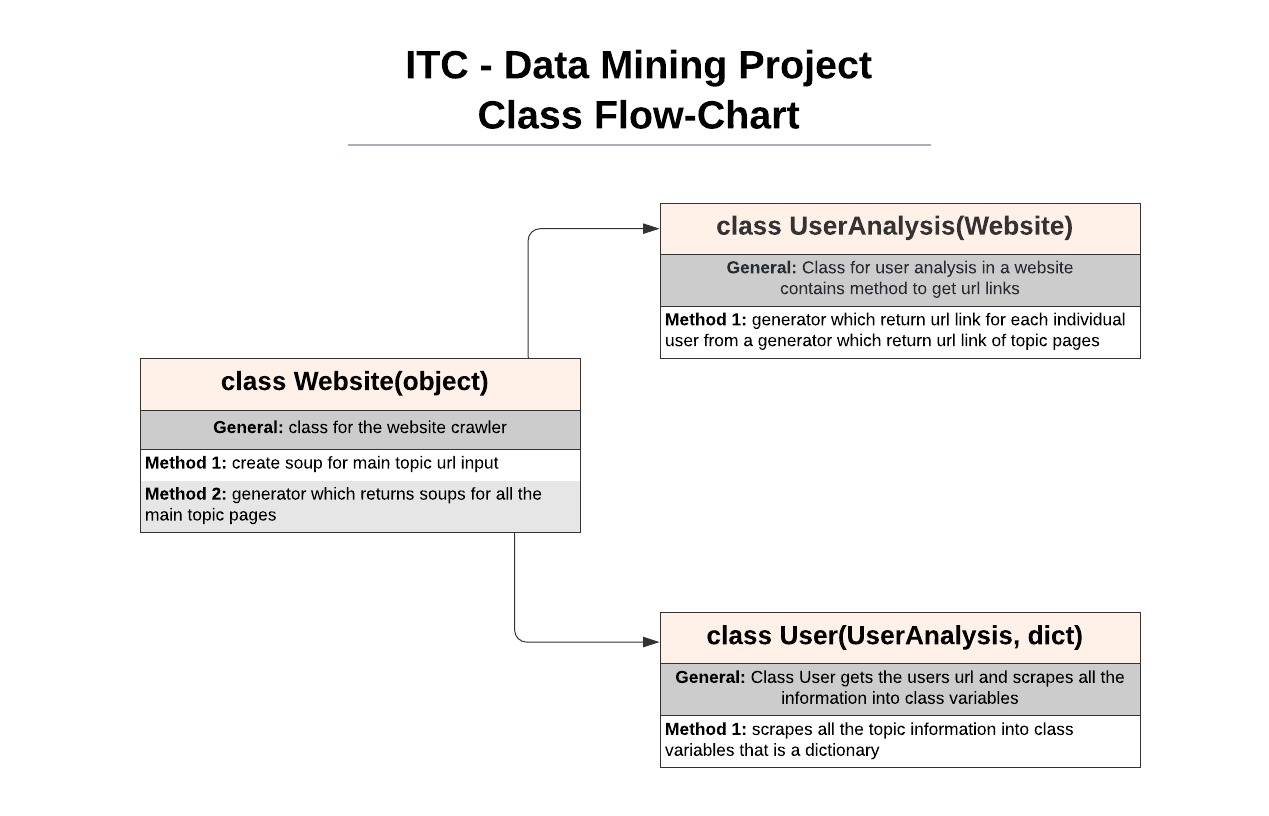 ITC - Data Mining Project
Class Flow-Chart
class UserAnalysis(Website)
General: Class for user analysis in a website
contains method to get url links
Method 1: generator which return url link for each individual
user from a generator which return url link of topic pages
class Website(object)
General: class for the website crawler
Method 1: create soup for main topic url input
Method 2: generator which returns soups for all the
main topic pages
class User(UserAnalysis, dict)
General: Class User gets the users url and scrapes all the
information into class variables
Method 1: scrapes all the topic information into class
variables that is a dictionary